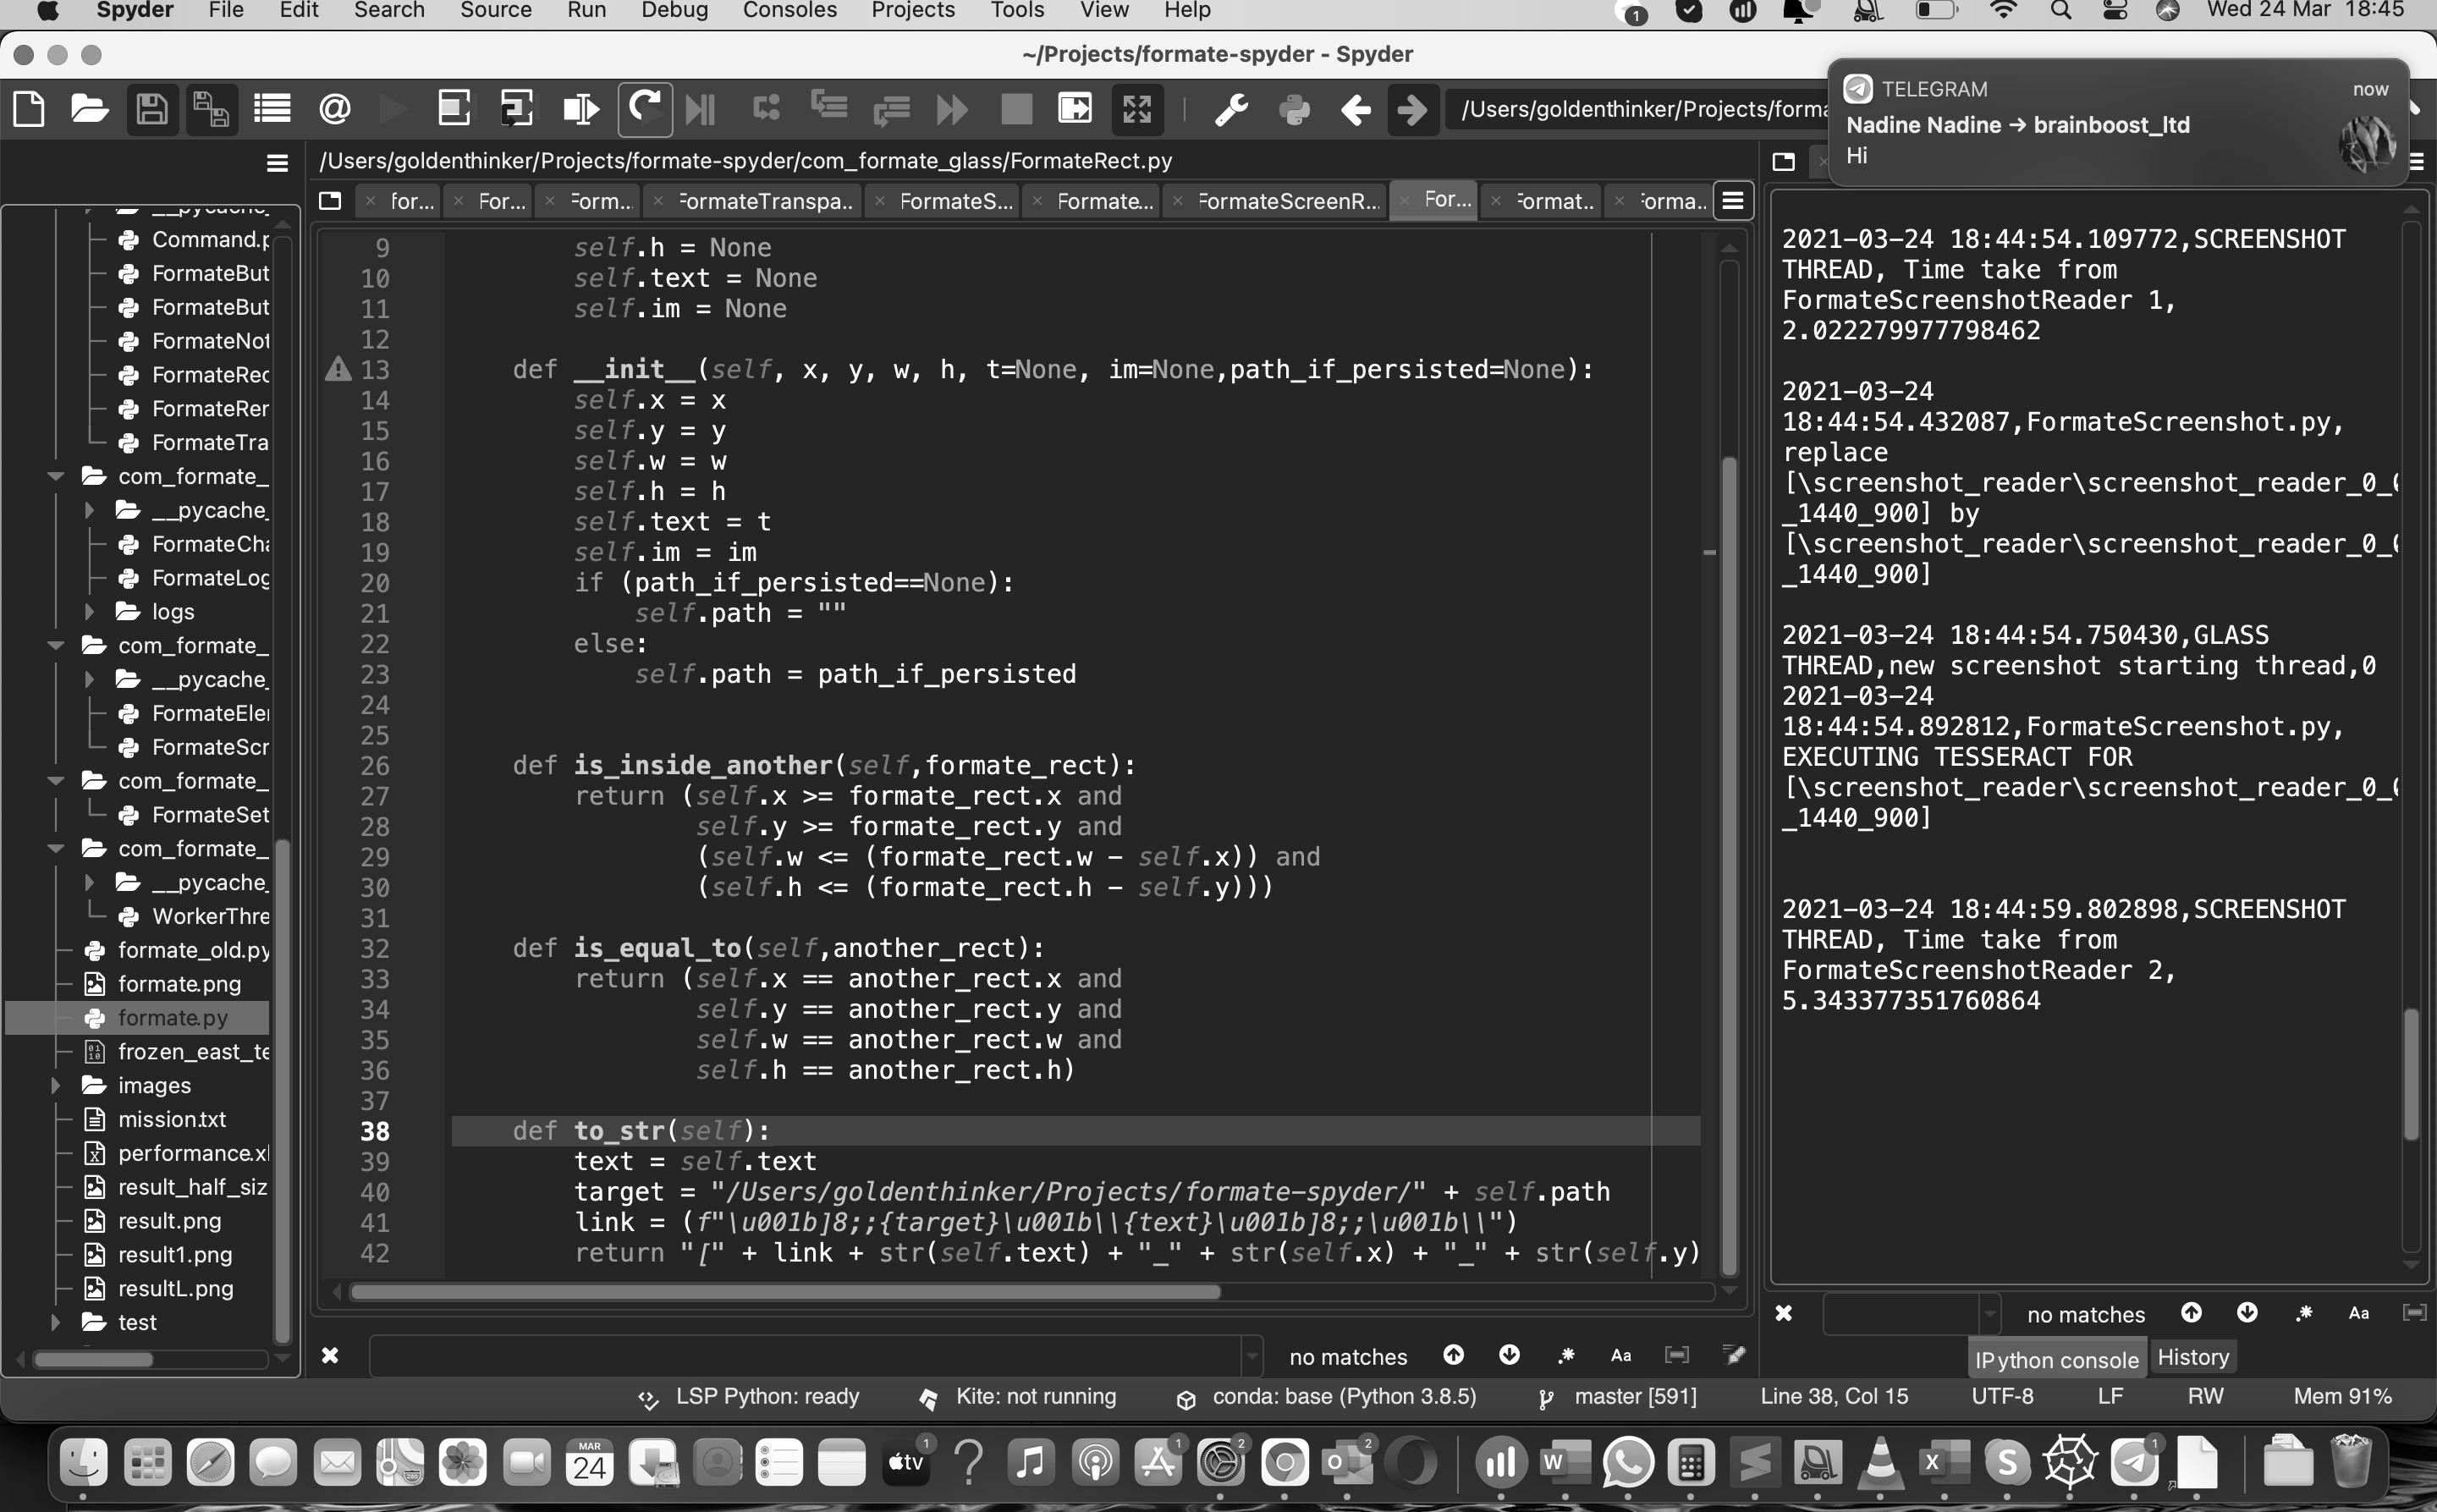 Spyder File Edit Search Source Run Debug Consoles Projects Tools View Help
1 Wed 24 Mar 18:45
~/Projects/formate-spyder - Spyder
/Users/goldenthinker/Projects/forma
TELEGRAM
now
Nadine Nadine → brainboost_ltd
Hi
/Users/goldenthinker/Projects/formate-spyder/com_formate_glass/FormateRect.py
for... For... Form... FormateTranspa.. FormateS... Formate... FormateScreenR... For... Format.. Forma..
__pycache_
Command.p
FormateBut
FormateBut
FormateNot
FormateRec
FormateRer
FormateTra
com_formate_
__pycache_
FormateCha
FormateLog
logs
com_formate_
__pycache_
FormateEler
FormateScr
com_formate_
FormateSet
com_formate_
__pycache_
WorkerThre
formate_old.py
formate.png
formate.py
frozen_east_te
images
mission.txt
performance.xl
result_half_siz
result.png
result1.png
resultL.png
test
9 self.h = None
10 self.text = None
11 self.im = None
12
13 def __init__(self, x, y, w, h, t=None, im=None,path_if_persisted=None):
14 self.x = x
15 self.y = y
16 self.w = w
17 self.h = h
18 self.text = t
19 self.im = im
20 if (path_if_persisted==None):
21 self.path = ""
22 else:
23 self.path = path_if_persisted
24
25
26 def is_inside_another(self,formate_rect):
27 return (self.x >= formate_rect.x and
28 self.y >= formate_rect.y and
29 (self.w <= (formate_rect.w - self.x)) and
30 (self.h <= (formate_rect.h - self.y)))
31
32 def is_equal_to(self,another_rect):
33 return (self.x == another_rect.x and
34 self.y == another_rect.y and
35 self.w == another_rect.w and
36 self.h == another_rect.h)
37
38 def to_str(self):
39 text = self.text
40 target = "/Users/goldenthinker/Projects/formate-spyder/" + self.path
41 link = (f"\u001b]8;;{target}\u001b\\{text}\u001b]8;;\u001b\\")
42 return "[" + link + str(self.text) + "_" + str(self.x) + "_" + str(self.y)
2021-03-24 18:44:54.109772,SCREENSHOT
THREAD, Time take from
FormateScreenshotReader 1,
2.022279977798462
2021-03-24
18:44:54.432087,FormateScreenshot.py,
replace
[\screenshot_reader\screenshot_reader_0_0
_1440_900] by
[\screenshot_reader\screenshot_reader_0_0
_1440_900]
2021-03-24 18:44:54.750430,GLASS
THREAD,new screenshot starting thread,0
2021-03-24
18:44:54.892812,FormateScreenshot.py,
EXECUTING TESSERACT FOR
[\screenshot_reader\screenshot_reader_0_0
_1440_900]
2021-03-24 18:44:59.802898,SCREENSHOT
THREAD, Time take from
FormateScreenshotReader 2,
5.343377351760864
no matches .* Aa
IPython console History
no matches .* Aa
LSP Python: ready Kite: not running conda: base (Python 3.8.5) master [591] Line 38, Col 15 UTF-8 LF RW Mem 91%
MAR
24
280
tv
1
1
2
2
W
X
S
1